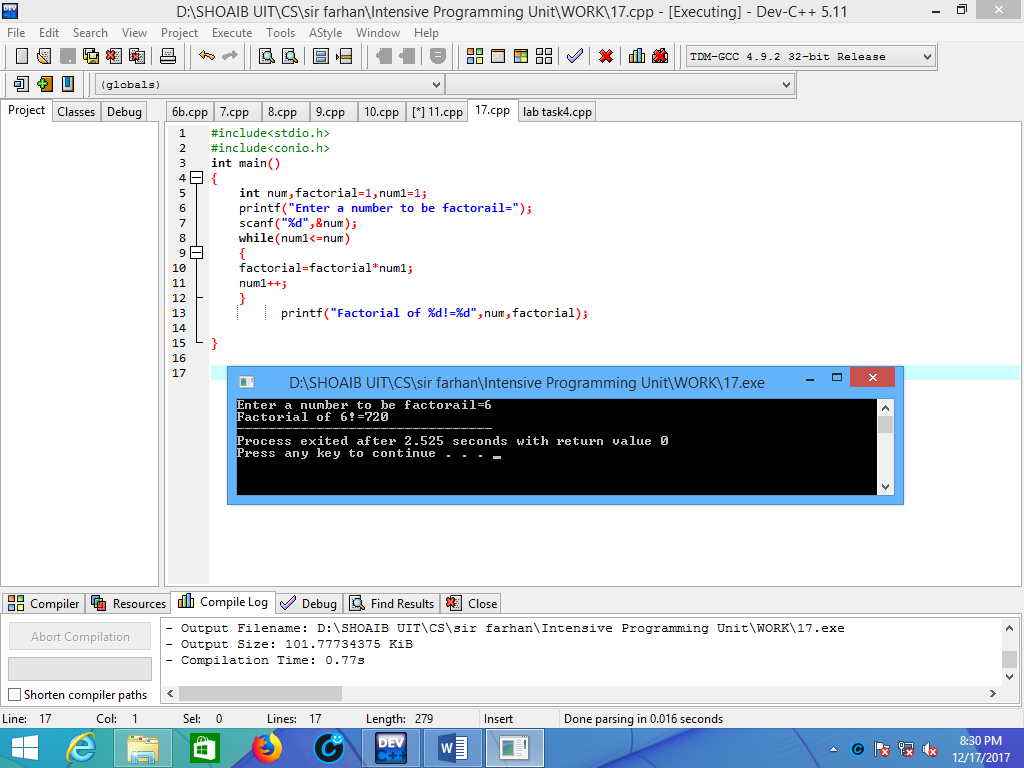 D:\SHOAIB UIT\CS\sir farhan\Intensive Programming Unit\WORK\17.cpp - [Executing] - Dev-C++ 5.11
File Edit Search View Project Execute Tools AStyle Window Help
TDM-GCC 4.9.2 32-bit Release
(globals)
Project Classes Debug
6b.cpp 7.cpp 8.cpp 9.cpp 10.cpp [*] 11.cpp 17.cpp lab task4.cpp
1 #include<stdio.h>
2 #include<conio.h>
3 int main()
4 {
5 int num,factorial=1,num1=1;
6 printf("Enter a number to be factorail=");
7 scanf("%d",&num);
8 while(num1<=num)
9 {
10 factorial=factorial*num1;
11 num1++;
12 }
13 printf("Factorial of %d!=%d",num,factorial);
14
15 }
16
17
D:\SHOAIB UIT\CS\sir farhan\Intensive Programming Unit\WORK\17.exe
Enter a number to be factorail=6
Factorial of 6!=720
--------------------------------
Process exited after 2.525 seconds with return value 0
Press any key to continue . . . _
Compiler Resources Compile Log Debug Find Results Close
Abort Compilation
Shorten compiler paths
- Output Filename: D:\SHOAIB UIT\CS\sir farhan\Intensive Programming Unit\WORK\17.exe
- Output Size: 101.77734375 KiB
- Compilation Time: 0.77s
Line: 17 Col: 1 Sel: 0 Lines: 17 Length: 279 Insert Done parsing in 0.016 seconds
DEV C++
8:30 PM
12/17/2017